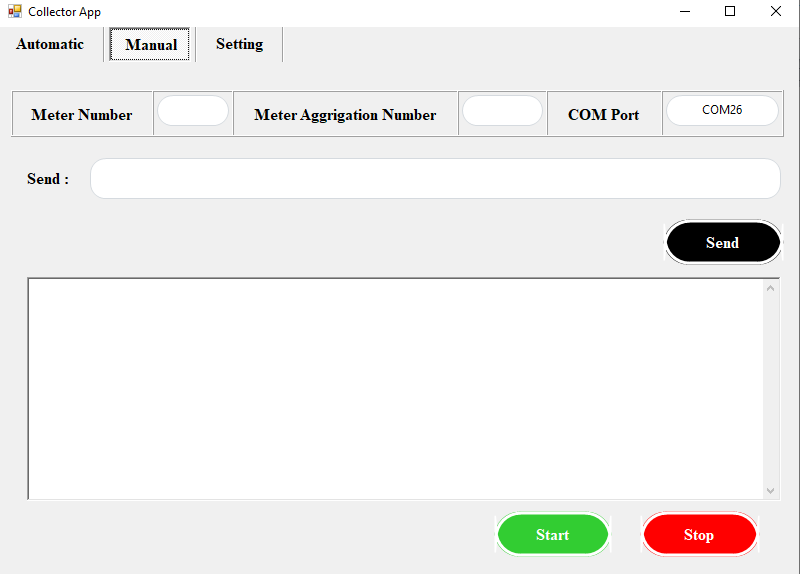 Collector App
Automatic Manual Setting
Meter Number Meter Aggrigation Number COM Port COM26
Send :
Send
Start Stop